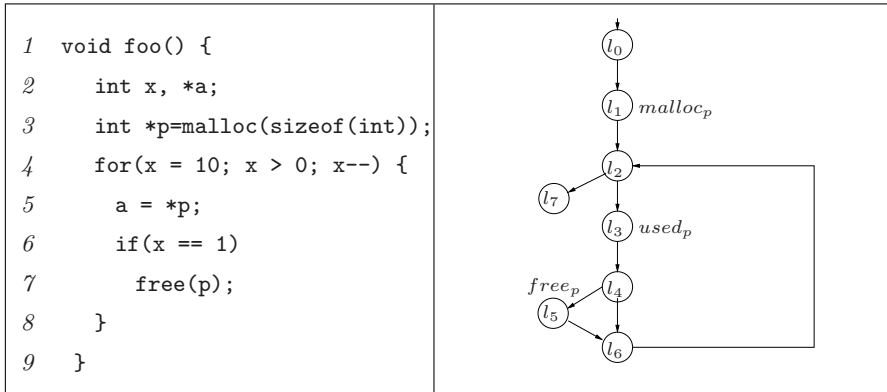 1 void foo() {
2 int x, *a;
3 int *p=malloc(sizeof(int));
4 for(x = 10; x > 0; x--) {
5 a = *p;
6 if(x == 1)
7 free(p);
8 }
9 }
l0
l1 mallocp
l2
l7
l3 usedp
freep
l4
l5
l6